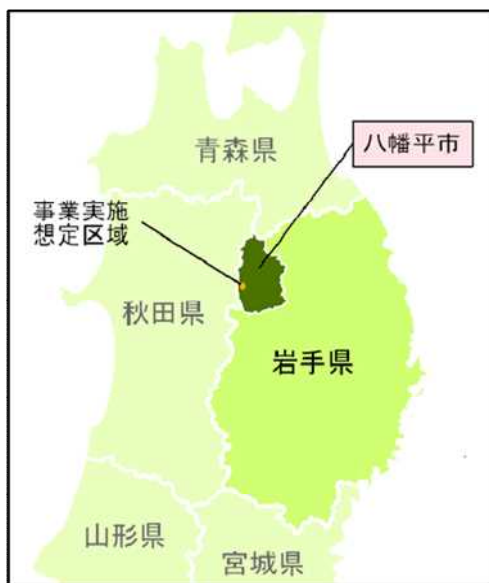 青森県
八幡平市
事業実施
想定区域
秋田県
岩手県
山形県
宮城県